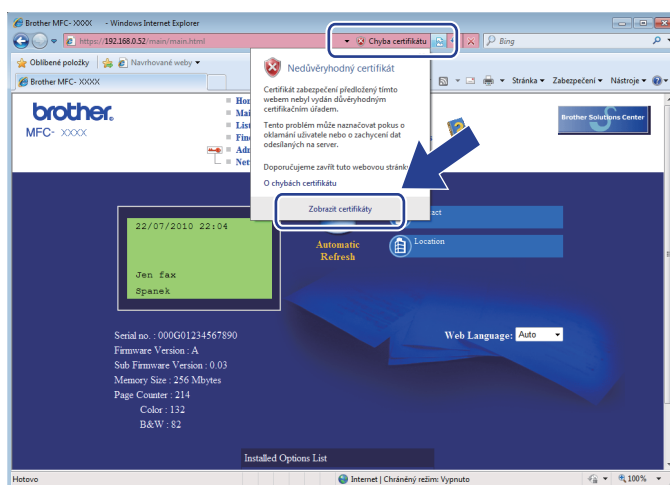 Brother MFC- XXXX - Windows Internet Explorer
https://192.168.0.52/main/main.html
Chyba certifikátu
Bing
Oblíbené položky
Navrhované weby
Brother MFC- XXXX
Stránka
Zabezpečení
Nástroje
Nedůvěryhodný certifikát
Certifikát zabezpečení předložený tímto
webem nebyl vydán důvěryhodným
certifikačním úřadem.
Tento problém může naznačovat pokus o
oklamání uživatele nebo o zachycení dat
odesílaných na server.
Doporučujeme zavřít tuto webovou stránk
O chybách certifikátu
Zobrazit certifikáty
brother
MFC- XXXX
Brother Solutions Center
22/07/2010 22:04
Jen fax
Spanek
Automatic
Refresh
Location
Serial no. : 000G01234567890
Firmware Version : A
Sub Firmware Version : 0.03
Memory Size : 256 Mbytes
Page Counter : 214
Color : 132
B&W : 82
Web Language:
Auto
Installed Options List
Hotovo
Internet | Chráněný režim: Vypnuto
100%